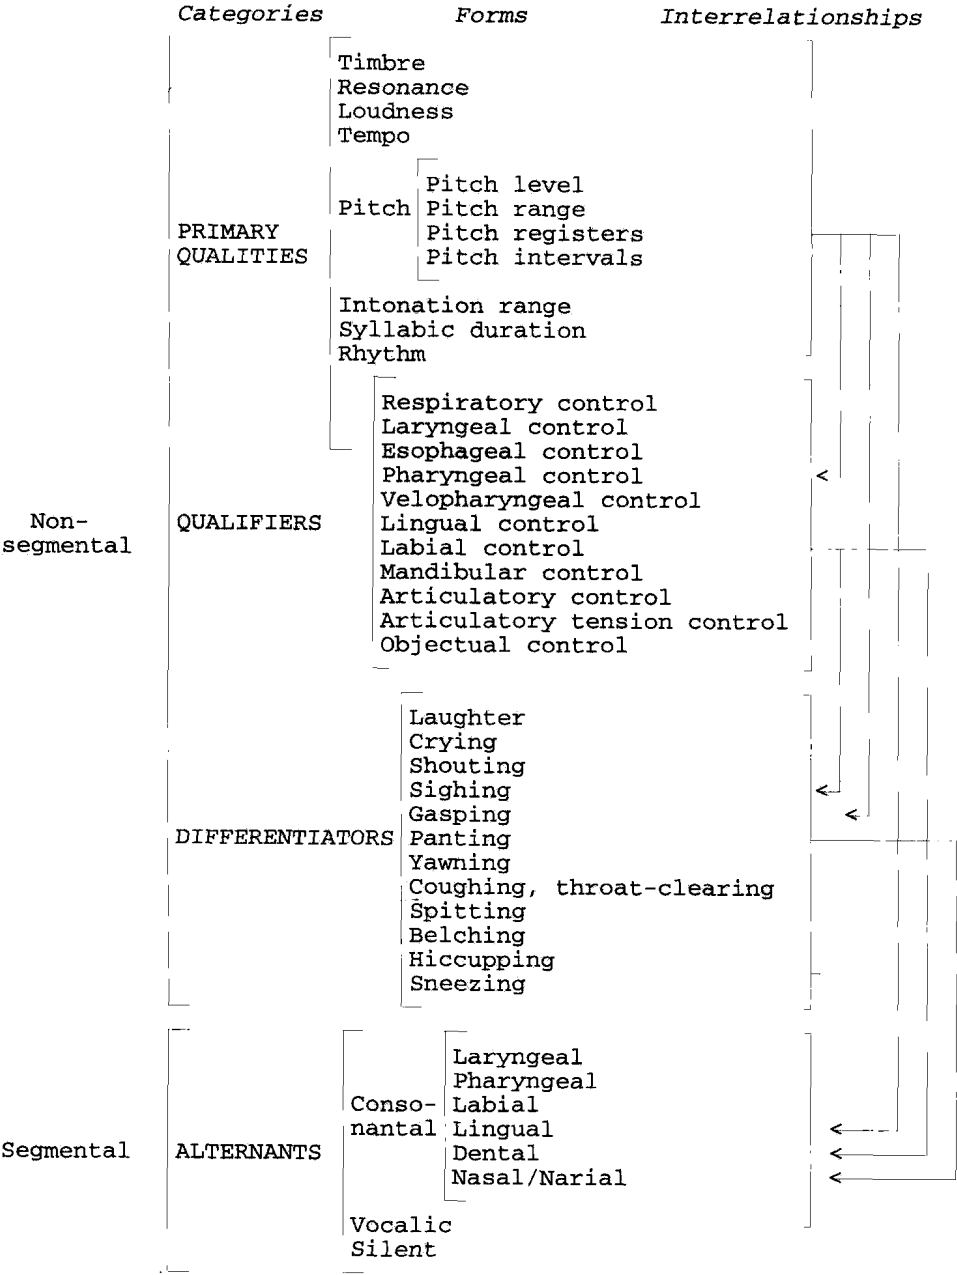 Categories Forms Interrelationships
Timbre
Resonance
Loudness
Tempo
Pitch level
Pitch Pitch range
PRIMARY Pitch registers
QUALITIES Pitch intervals
Intonation range
Syllabic duration
Rhythm
Respiratory control
Laryngeal control
Esophageal control
Pharyngeal control
Velopharyngeal control
Non- QUALIFIERS Lingual control
segmental Labial control
Mandibular control
Articulatory control
Articulatory tension control
Objectual control
Laughter
Crying
Shouting
Sighing
Gasping
DIFFERENTIATORS Panting
Yawning
Coughing, throat-clearing
Spitting
Belching
Hiccupping
Sneezing
Laryngeal
Pharyngeal
Conso- Labial
nantal Lingual
Segmental ALTERNANTS Dental
Nasal/Narial
Vocalic
Silent